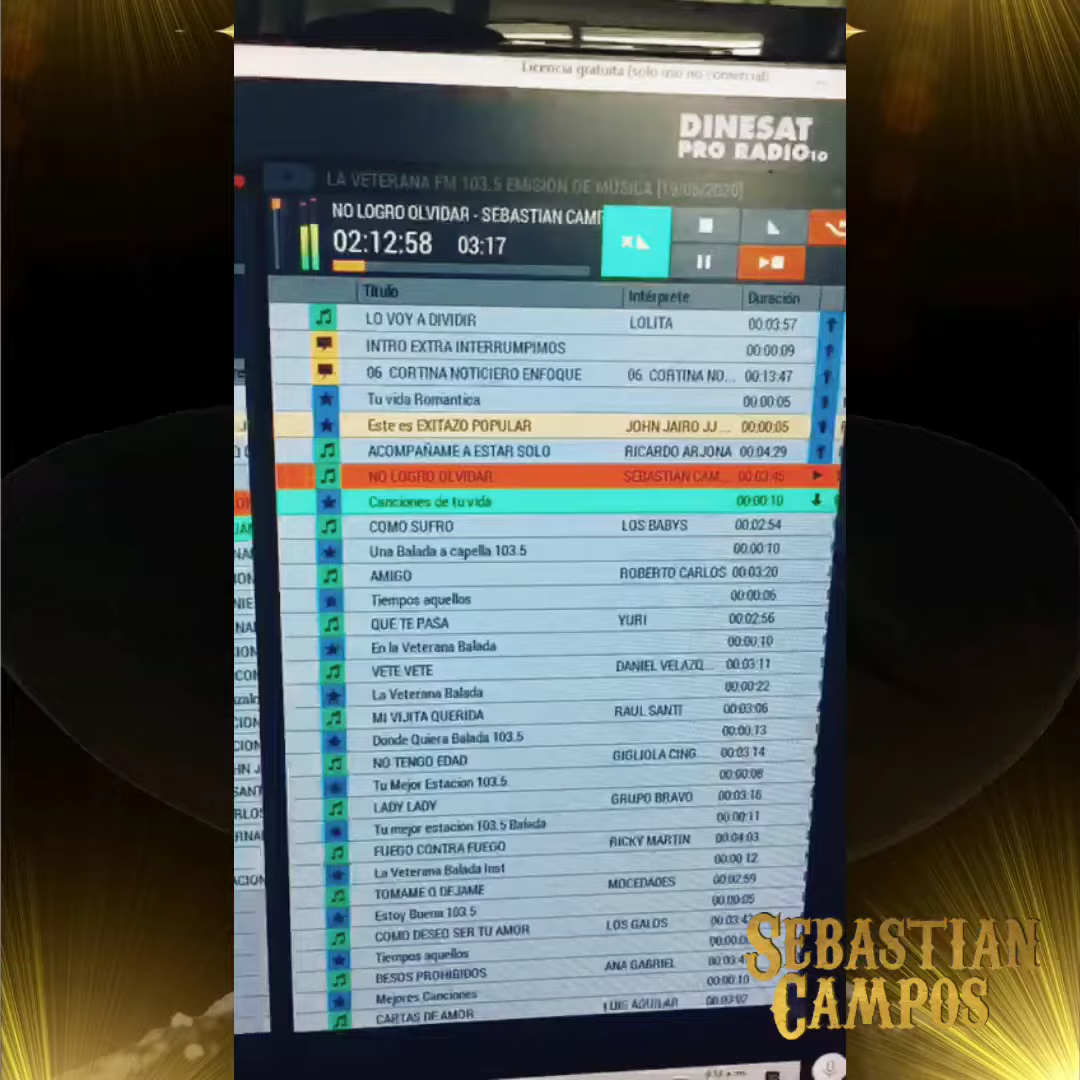 Licencia gratuita (solo uso no comercial)
DINESAT
PRO RADIO10
LA VETERANA FM 103.5 EMISION DE MÚSICA [19/08/2020]
NO LOGRO OLVIDAR - SEBASTIAN CAMP
02:12:58 03:17
Título Intérprete Duración
LO VOY A DIVIDIR LOLITA 00:03:57
INTRO EXTRA INTERRUMPIMOS 00:00:09
06 CORTINA NOTICIERO ENFOQUE 06 CORTINA NO... 00:13:47
Tu vida Romantica 00:00:05
Este es EXITAZO POPULAR JOHN JAIRO JJ ... 00:00:05
ACOMPAÑAME A ESTAR SOLO RICARDO ARJONA 00:04:29
NO LOGRO OLVIDAR SEBASTIAN CAM... 00:03:45
Canciones de tu vida 00:00:10
COMO SUFRO LOS BABYS 00:02:54
Una Balada a capella 103.5 00:00:10
AMIGO ROBERTO CARLOS 00:03:20
Tiempos aquellos 00:00:06
QUE TE PASA YURI 00:02:56
En la Veterana Balada 00:00:10
VETE VETE DANIEL VELAZQ... 00:03:11
La Veterana Balada 00:00:22
MI VIJITA QUERIDA RAUL SANTI 00:03:06
Donde Quiera Balada 103.5 00:00:13
NO TENGO EDAD GIGLIOLA CINQ 00:03:14
Tu Mejor Estacion 103.5 00:00:08
LADY LADY GRUPO BRAVO 00:03:16
Tu mejor estacion 103.5 Balada 00:00:11
FUEGO CONTRA FUEGO RICKY MARTIN 00:04:03
La Veterana Balada Inst 00:00:12
TOMAME O DEJAME MOCEDADES 00:02:59
Estoy Buena 103.5 00:00:05
COMO DESEO SER TU AMOR LOS GALOS
Tiempos aquellos
BESOS PROHIBIDOS ANA GABRIEL
Mejores Canciones 00:00:10
CARTAS DE AMOR LUIS AGUILAR 00:03:07
SEBASTIAN
CAMPOS